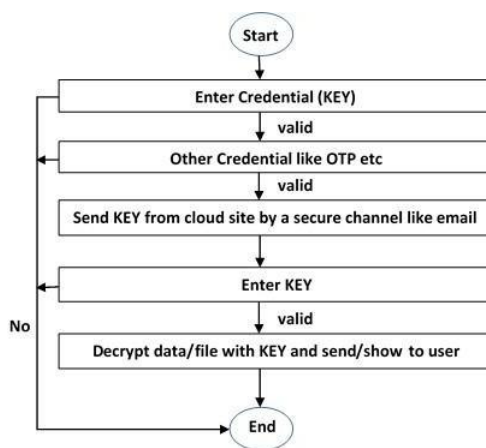 Start
Enter Credential (KEY)
valid
Other Credential like OTP etc
valid
Send KEY from cloud site by a secure channel like email
Enter KEY
valid
No
Decrypt data/file with KEY and send/show to user
End